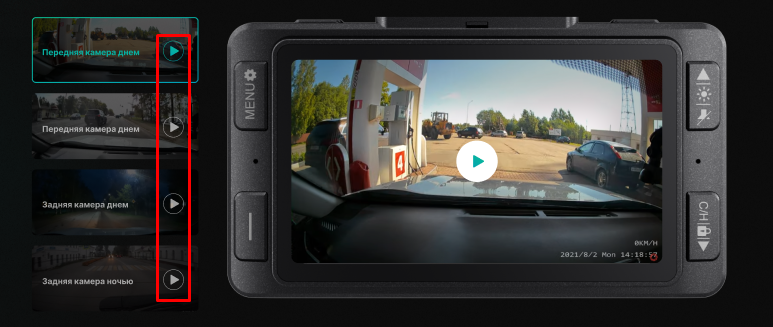 Передняя камера днем
Передняя камера днем
Задняя камера днем
Задняя камера ночью
MENU
C/H
4
0KM/H
2021/8/2 Mon 14:18:57